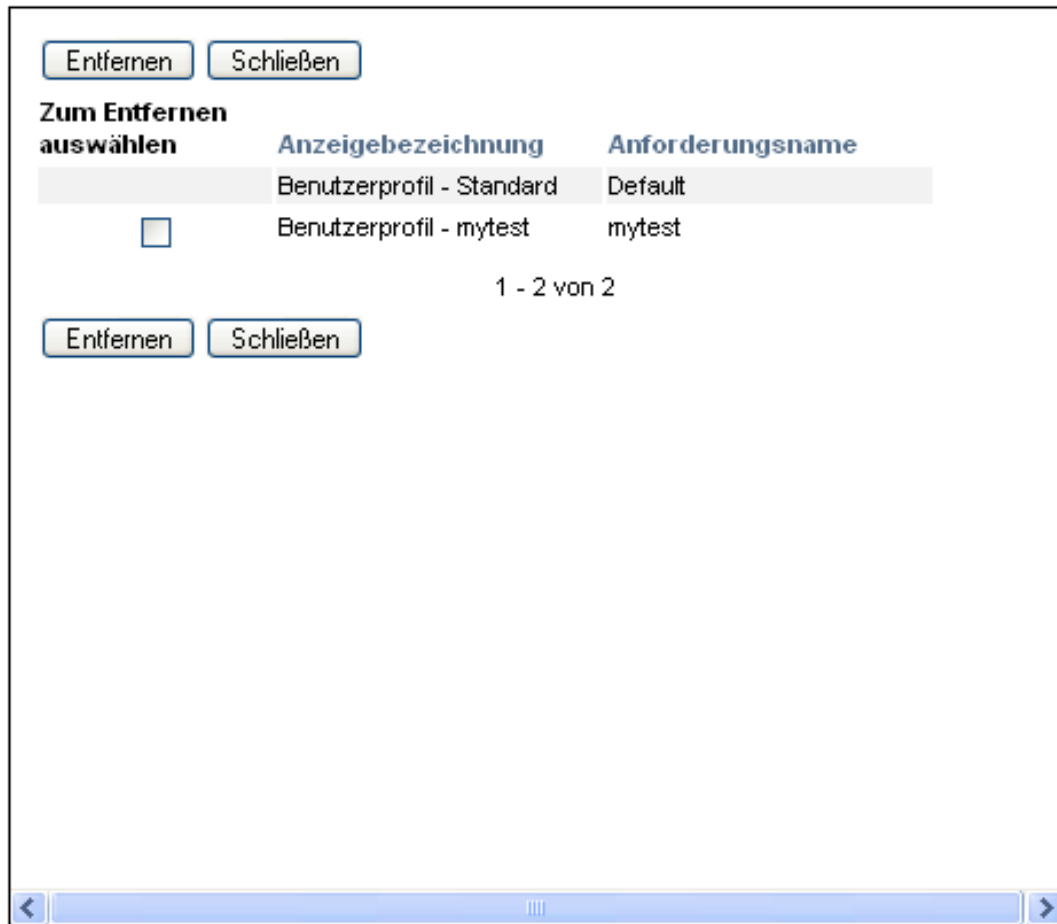 Entfernen Schließen
Zum Entfernen
auswählen Anzeigebezeichnung Anforderungsname
Benutzerprofil - Standard Default
Benutzerprofil - mytest mytest
1 - 2 von 2
Entfernen Schließen